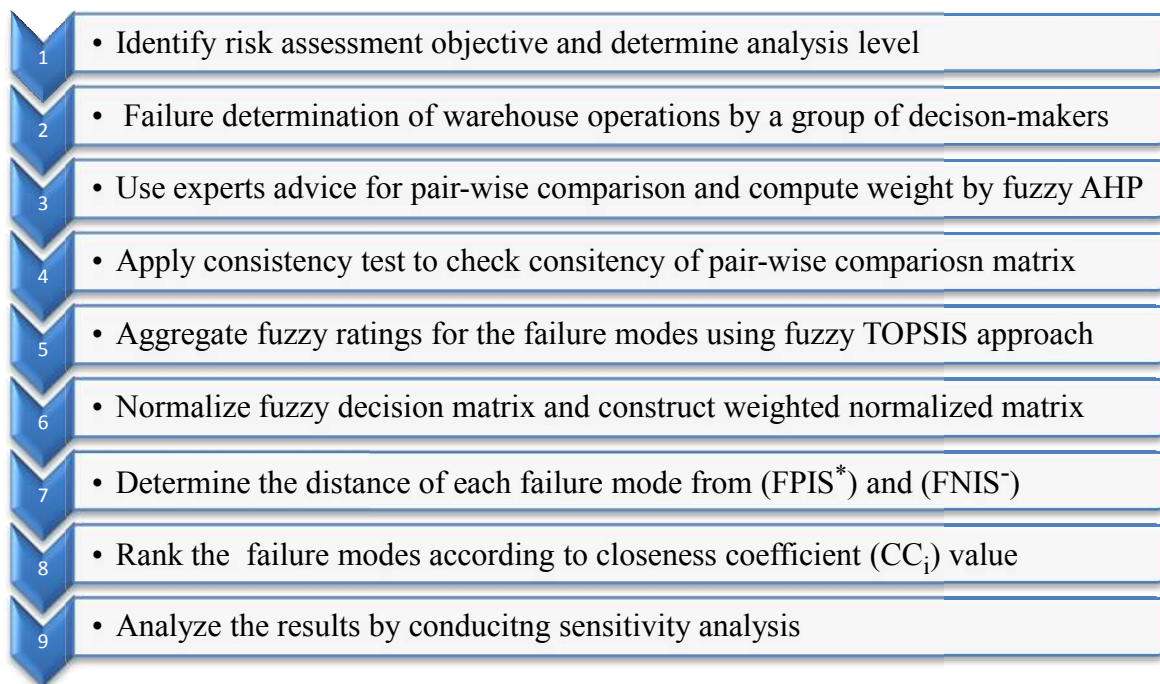 1 • Identify risk assessment objective and determine analysis level
2 • Failure determination of warehouse operations by a group of decison-makers
3 • Use experts advice for pair-wise comparison and compute weight by fuzzy AHP
4 • Apply consistency test to check consitency of pair-wise compariosn matrix
5 • Aggregate fuzzy ratings for the failure modes using fuzzy TOPSIS approach
6 • Normalize fuzzy decision matrix and construct weighted normalized matrix
7 • Determine the distance of each failure mode from (FPIS*) and (FNIS-)
8 • Rank the failure modes according to closeness coefficient (CCi) value
9 • Analyze the results by conducitng sensitivity analysis